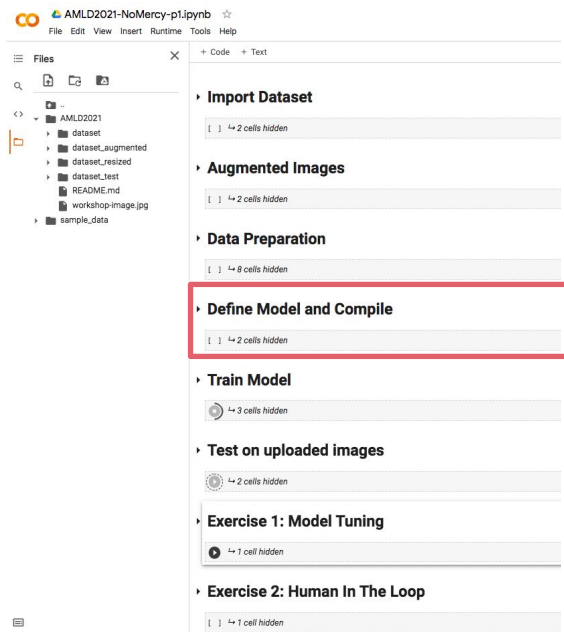 AMLD2021-NoMercy-p1.ipynb
File Edit View Insert Runtime Tools Help
Files
+ Code + Text
..
AMLD2021
dataset
dataset_augmented
dataset_resized
dataset_test
README.md
workshop-image.jpg
sample_data
Import Dataset
[ ] ↳ 2 cells hidden
Augmented Images
[ ] ↳ 2 cells hidden
Data Preparation
[ ] ↳ 8 cells hidden
Define Model and Compile
[ ] ↳ 2 cells hidden
Train Model
↳ 3 cells hidden
Test on uploaded images
↳ 2 cells hidden
Exercise 1: Model Tuning
↳ 1 cell hidden
Exercise 2: Human In The Loop
[ ] ↳ 1 cell hidden